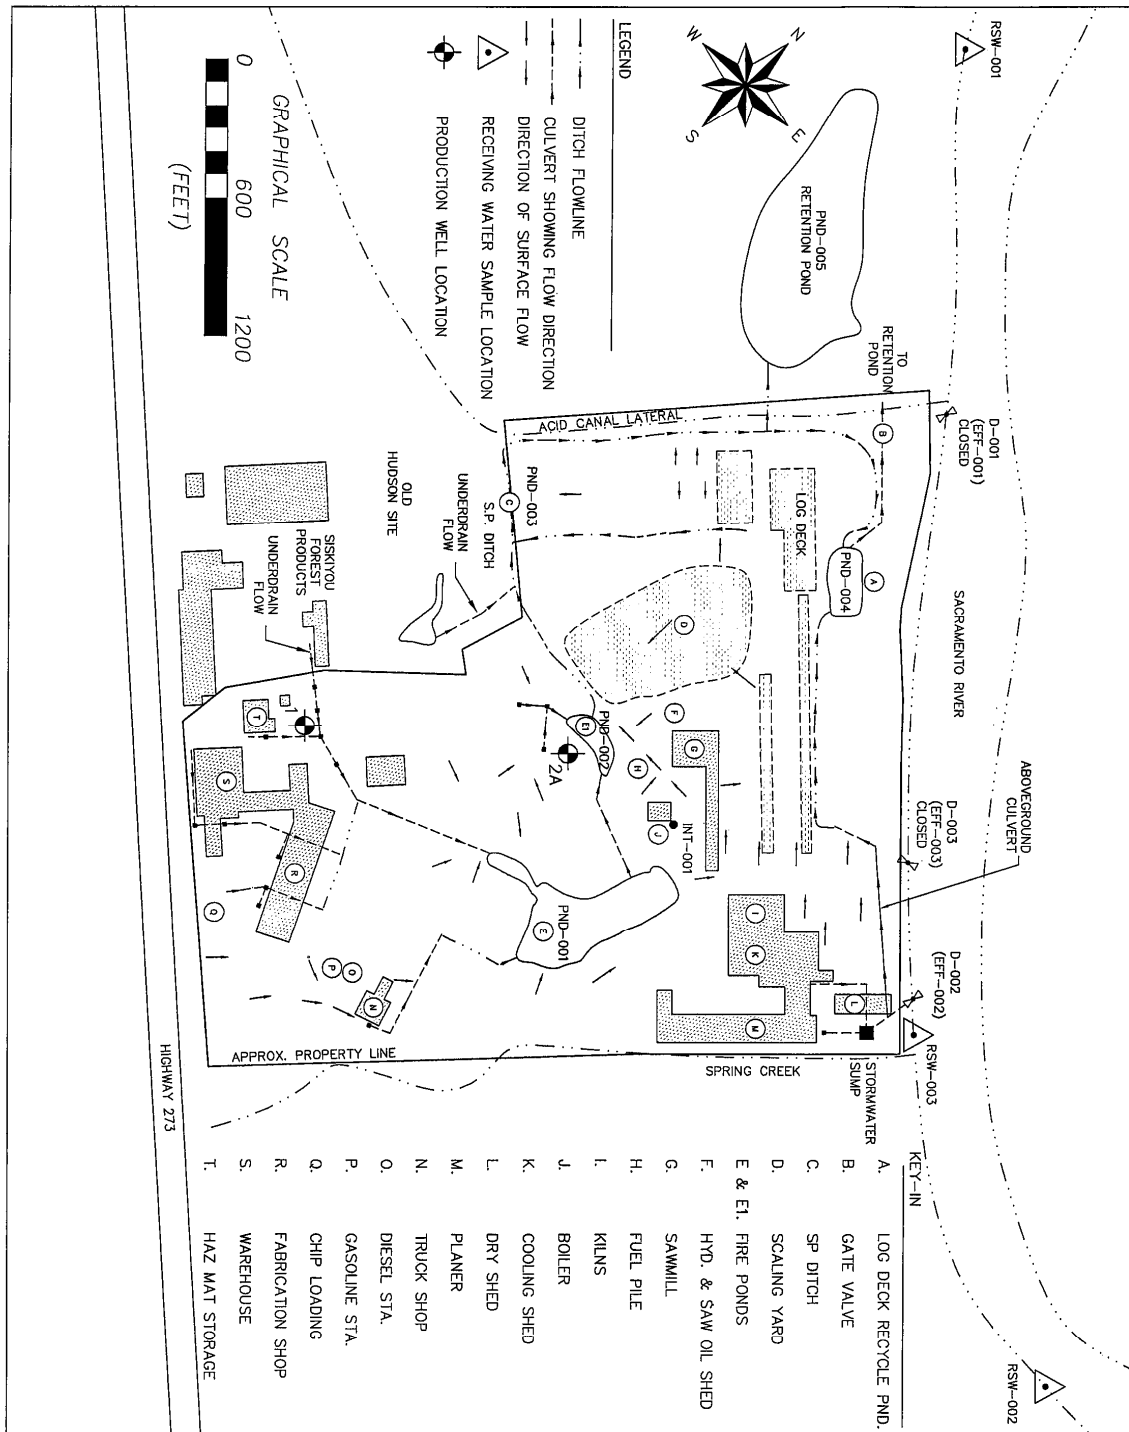 RSW-001
N
W
E
S
LEGEND
DITCH FLOWLINE
CULVERT SHOWING FLOW DIRECTION
DIRECTION OF SURFACE FLOW
RECEIVING WATER SAMPLE LOCATION
PRODUCTION WELL LOCATION
0
600
1200
GRAPHICAL SCALE
(FEET)
PND-005
RETENTION POND
TO
RETENTION
POND
D-001
(EFF-001)
CLOSED
ACID CANAL LATERAL
B
SACRAMENTO RIVER
A
PND-004
LOG DECK
PND-003
C
S.P. DITCH
UNDERDRAIN
FLOW
OLD
HUDSON SITE
SISKIYOU
FOREST
PRODUCTS
UNDERDRAIN
FLOW
D
ABOVEGROUND
CULVERT
D-003
(EFF-003)
CLOSED
F
G
PND-002
E1
H
2A
INT-001
J
1
T
S
R
Q
PND-001
E
I
K
L
M
D-002
(EFF-002)
RSW-003
STORMWATER
SUMP
SPRING CREEK
O
P
N
APPROX. PROPERTY LINE
HIGHWAY 273
RSW-002
KEY-IN
A. LOG DECK RECYCLE PND.
B. GATE VALVE
C. SP DITCH
D. SCALING YARD
E & E1. FIRE PONDS
F. HYD. & SAW OIL SHED
G. SAWMILL
H. FUEL PILE
I. KILNS
J. BOILER
K. COOLING SHED
L. DRY SHED
M. PLANER
N. TRUCK SHOP
O. DIESEL STA.
P. GASOLINE STA.
Q. CHIP LOADING
R. FABRICATION SHOP
S. WAREHOUSE
T. HAZ MAT STORAGE